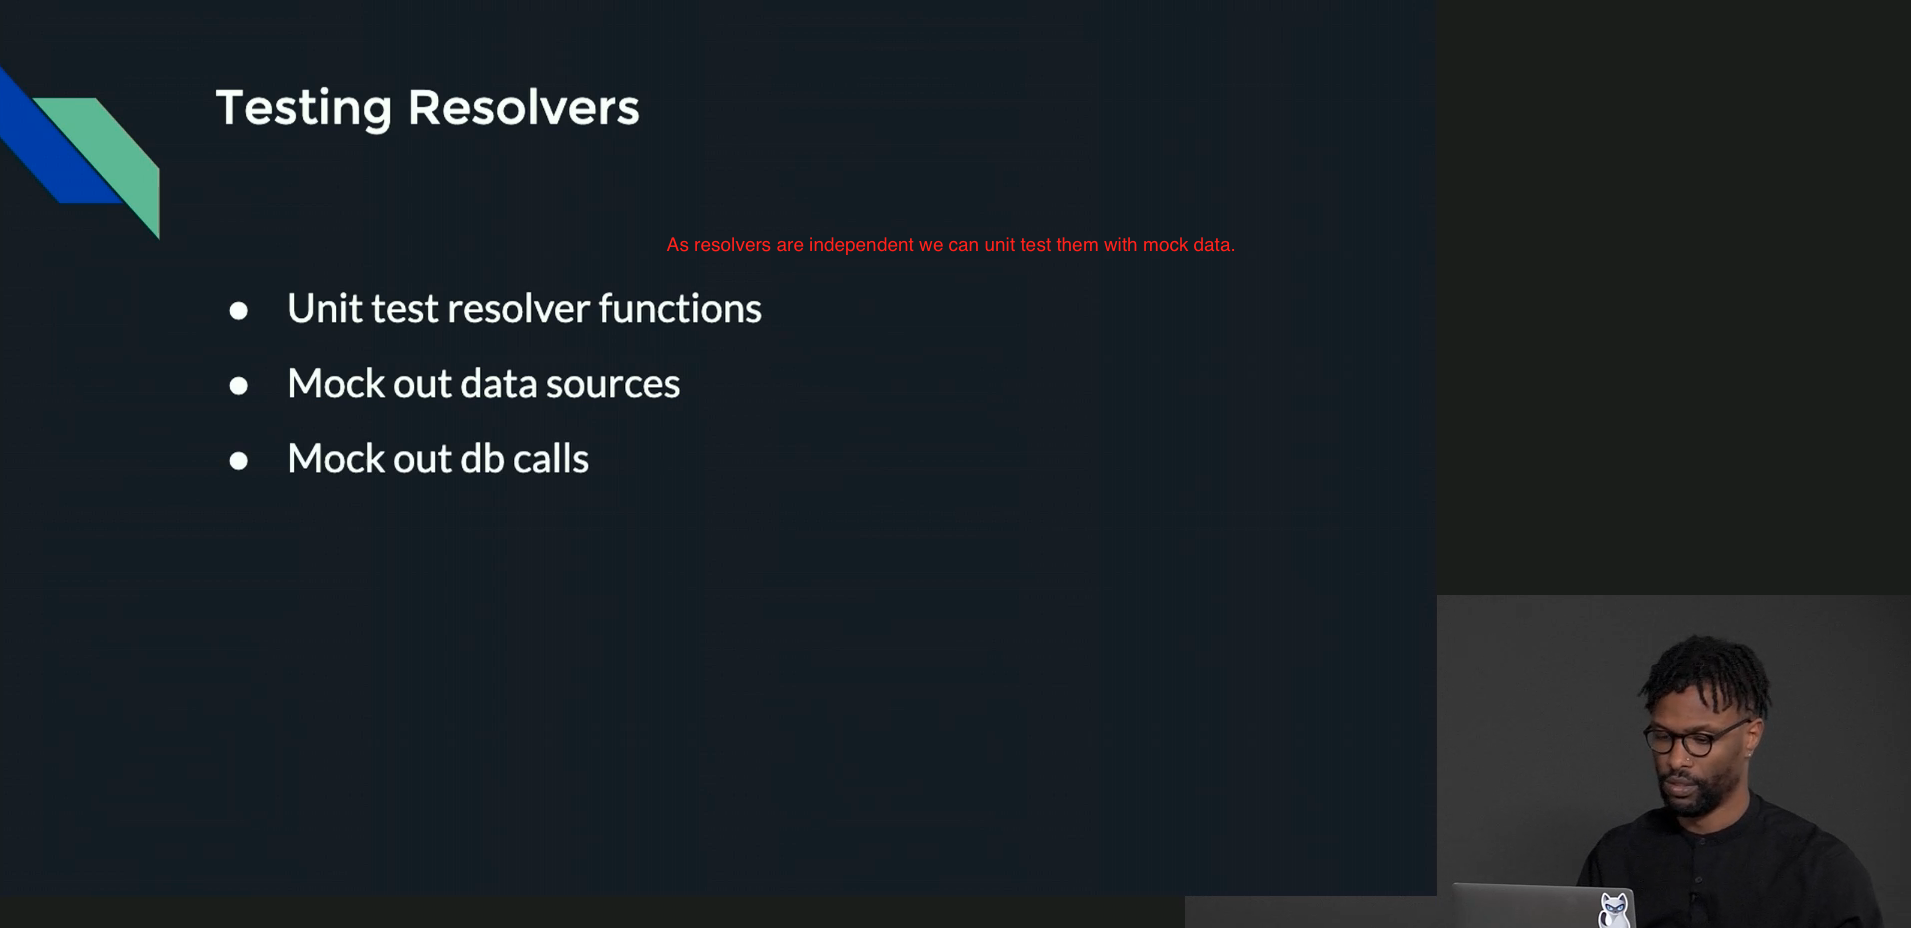 Testing Resolvers
As resolvers are independent we can unit test them with mock data.
● Unit test resolver functions
● Mock out data sources
● Mock out db calls